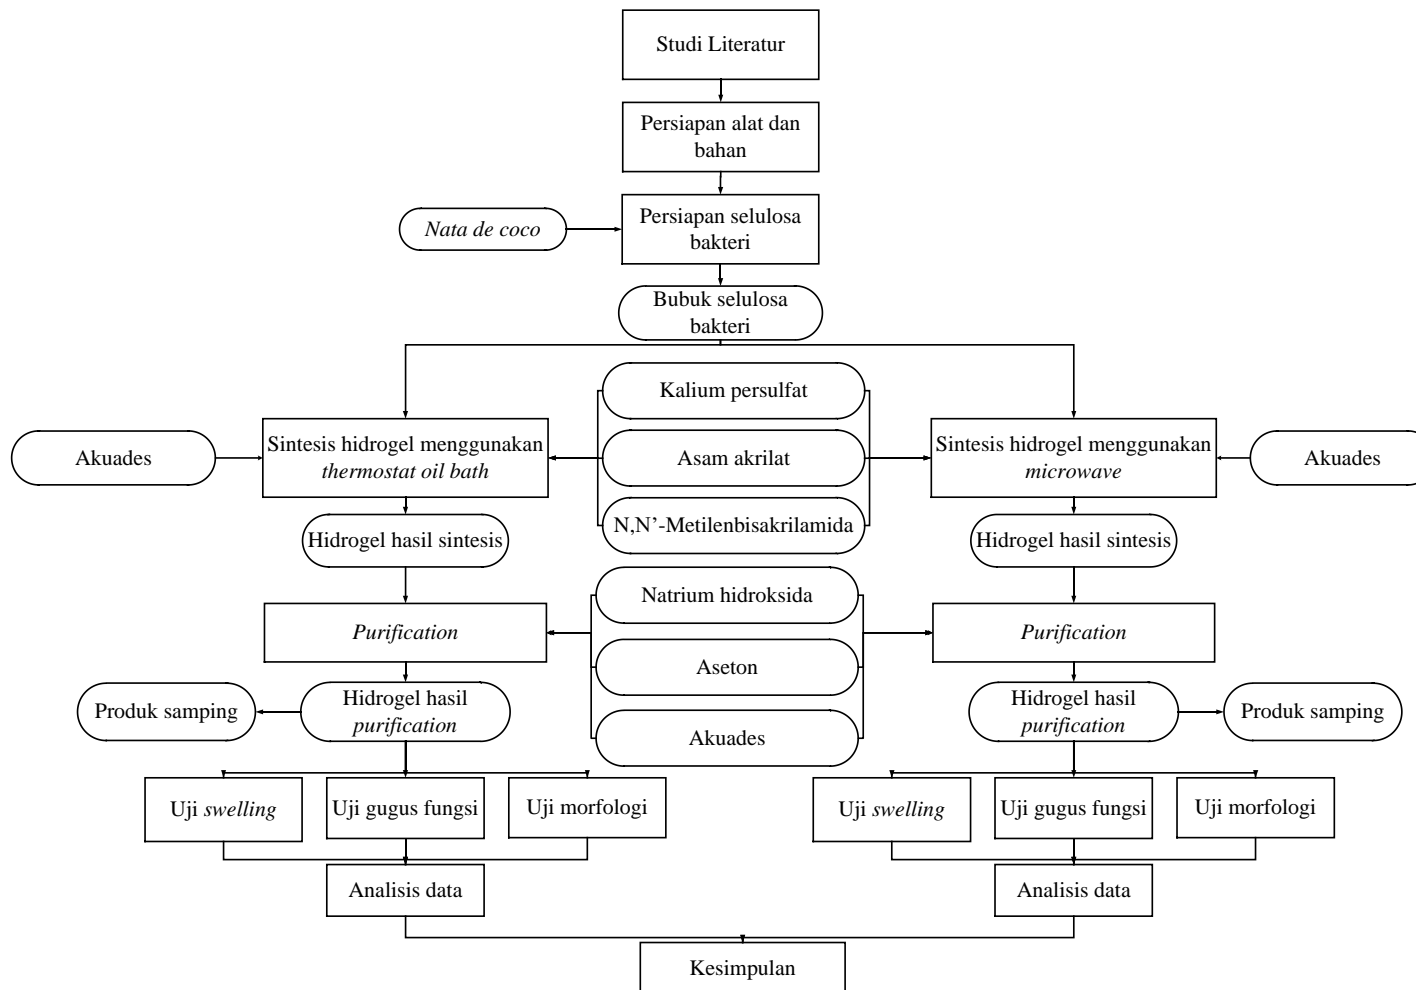 Studi Literatur
Persiapan alat dan
bahan
Nata de coco
Persiapan selulosa
bakteri
Bubuk selulosa
bakteri
Kalium persulfat
Akuades
Sintesis hidrogel menggunakan
thermostat oil bath
Asam akrilat
Sintesis hidrogel menggunakan
microwave
Akuades
N,N’-Metilenbisakrilamida
Hidrogel hasil sintesis
Hidrogel hasil sintesis
Natrium hidroksida
Purification
Purification
Aseton
Produk samping
Hidrogel hasil
purification
Akuades
Hidrogel hasil
purification
Produk samping
Uji swelling
Uji gugus fungsi
Uji morfologi
Uji swelling
Uji gugus fungsi
Uji morfologi
Analisis data
Analisis data
Kesimpulan